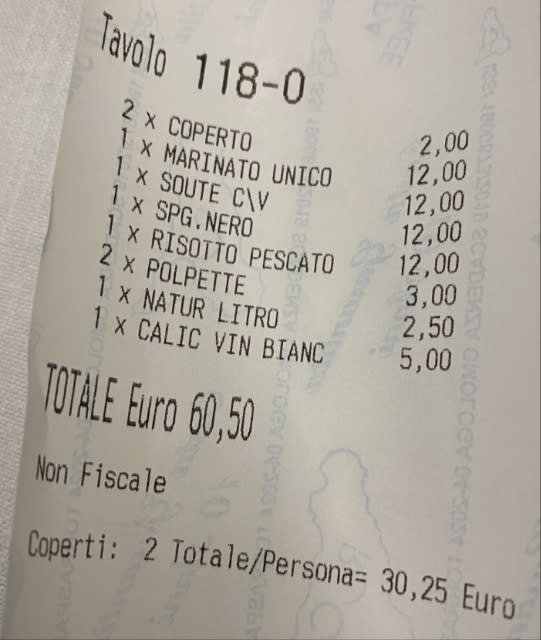 Tavolo 118-0
2 x COPERTO 2,00
1 x MARINATO UNICO 12,00
1 x SOUTE C\V 12,00
1 x SPG.NERO 12,00
1 x RISOTTO PESCATO 12,00
2 x POLPETTE 3,00
1 x NATUR LITRO 2,50
1 x CALIC VIN BIANC 5,00
TOTALE Euro 60,50
Non Fiscale
Coperti: 2 Totale/Persona= 30,25 Euro